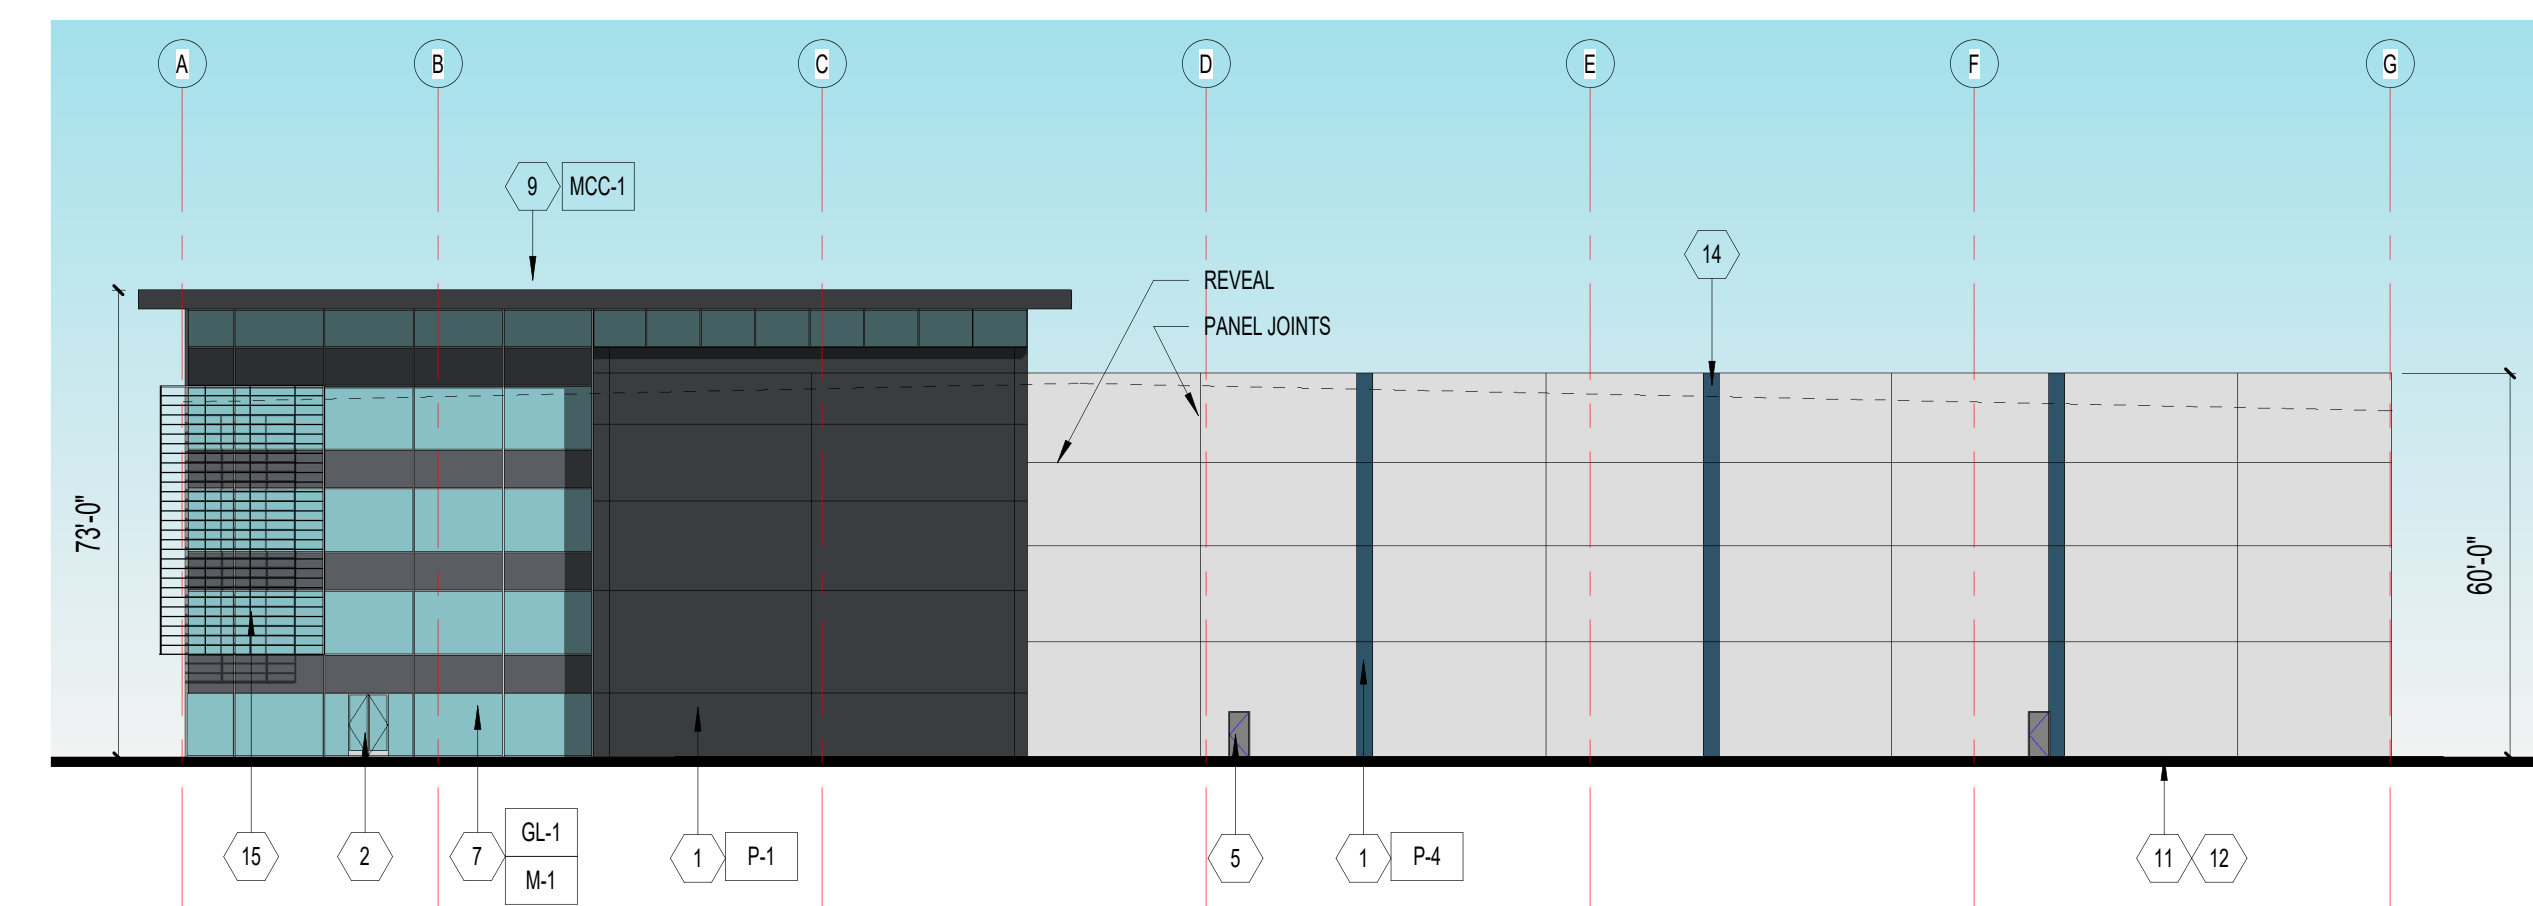 A
B
C
D
E
F
G
9 MCC-1
14
REVEAL
PANEL JOINTS
73'-0"
60'-0"
15
2
7
GL-1
M-1
1 P-1
5
1 P-4
11 12